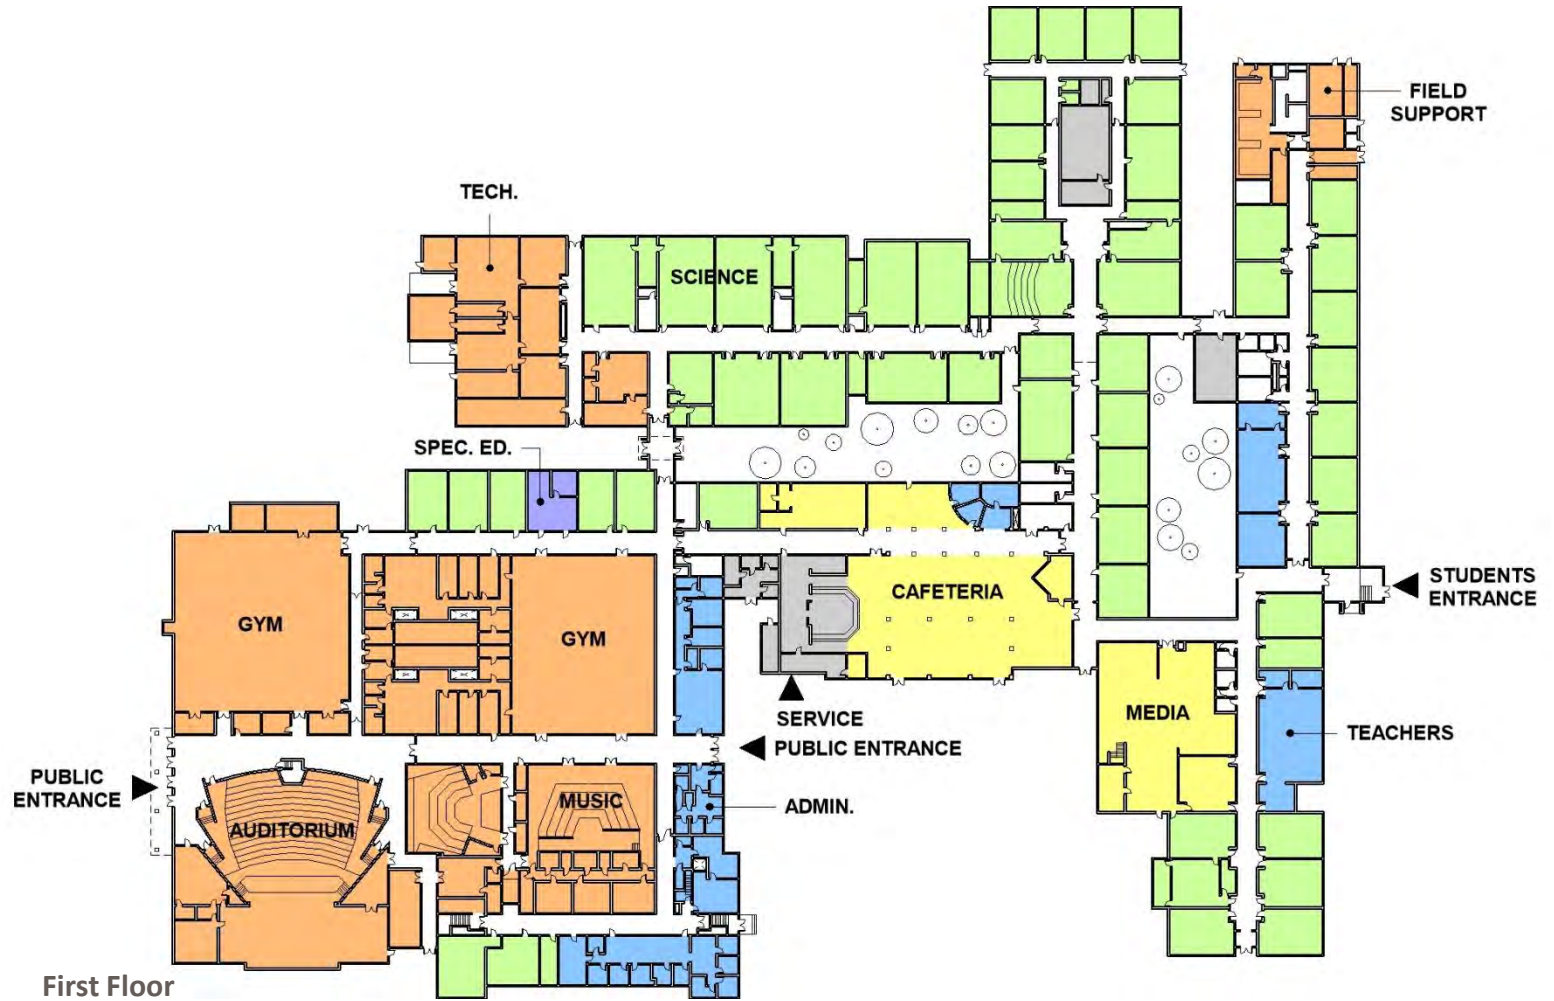 FIELD
SUPPORT
TECH.
SCIENCE
SPEC. ED.
STUDENTS
ENTRANCE
CAFETERIA
GYM
GYM
SERVICE
MEDIA
PUBLIC ENTRANCE
TEACHERS
PUBLIC
ENTRANCE
MUSIC
ADMIN.
AUDITORIUM
First Floor